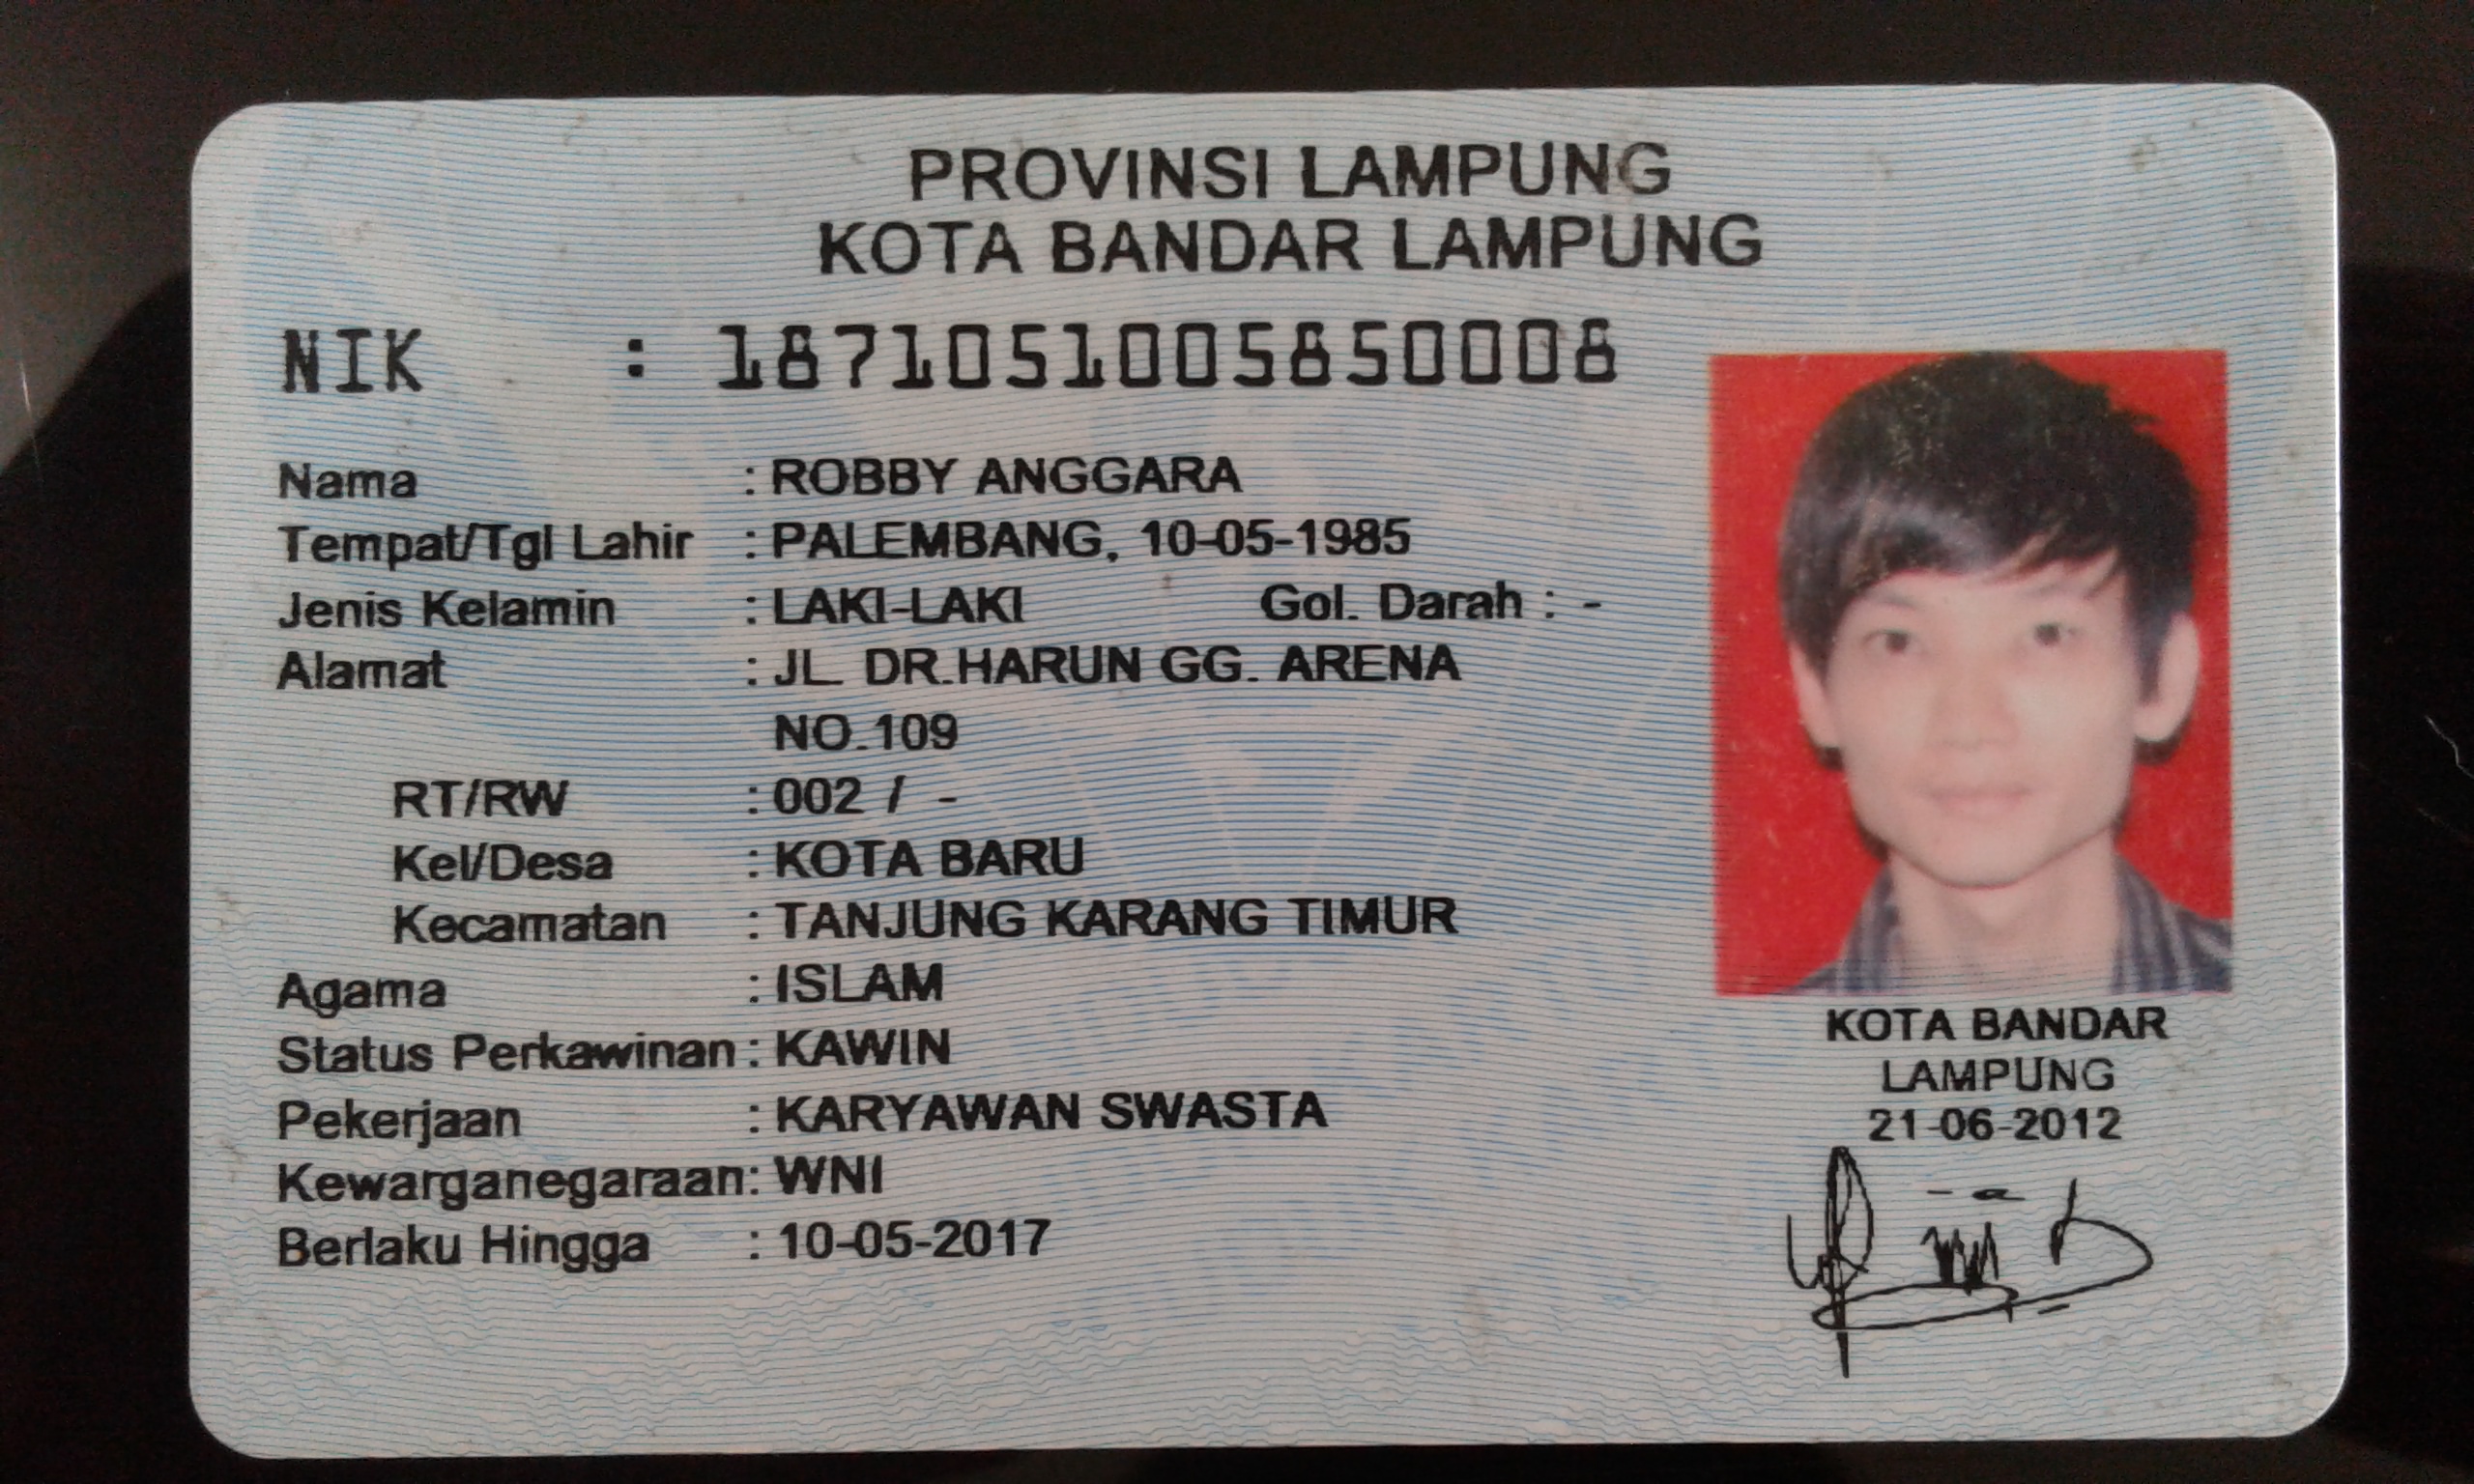 PROVINSI LAMPUNG
KOTA BANDAR LAMPUNG
NIK : 1871051005850008
Nama : ROBBY ANGGARA
Tempat/Tgl Lahir : PALEMBANG, 10-05-1985
Jenis Kelamin : LAKI-LAKI Gol. Darah : -
Alamat : JL. DR.HARUN GG. ARENA
NO.109
RT/RW : 002 / -
Kel/Desa : KOTA BARU
Kecamatan : TANJUNG KARANG TIMUR
Agama : ISLAM
Status Perkawinan : KAWIN
Pekerjaan : KARYAWAN SWASTA
Kewarganegaraan: WNI
Berlaku Hingga : 10-05-2017
KOTA BANDAR
LAMPUNG
21-06-2012